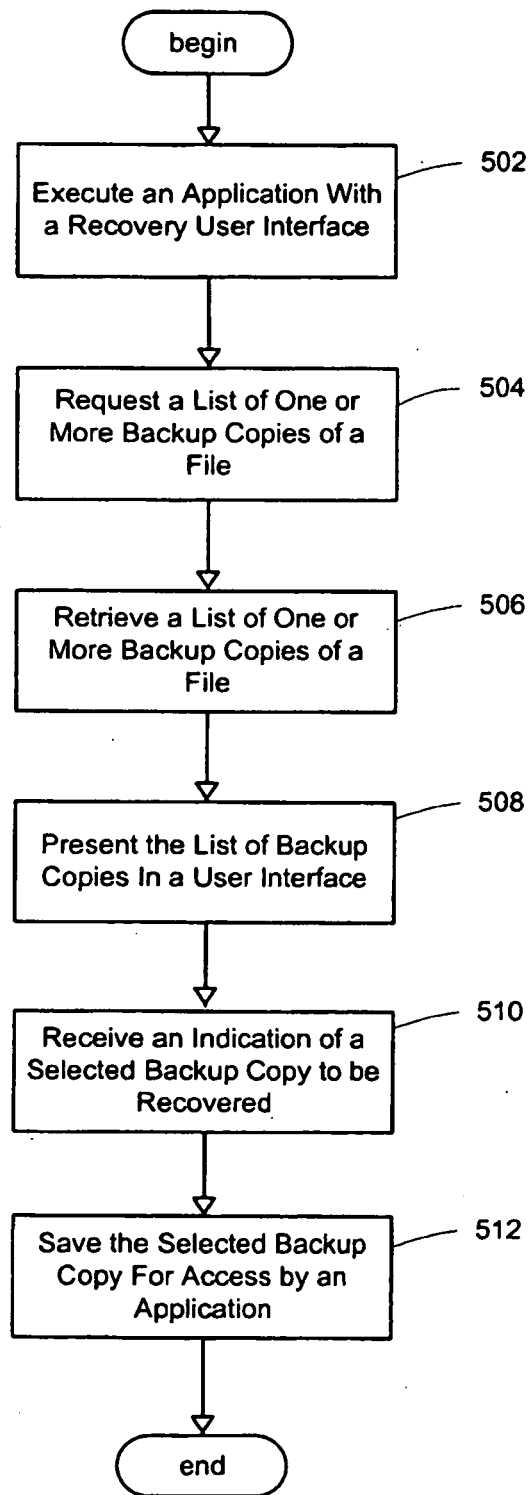 begin
502
Execute an Application With
a Recovery User Interface
504
Request a List of One or
More Backup Copies of a
File
506
Retrieve a List of One or
More Backup Copies of a
File
508
Present the List of Backup
Copies In a User Interface
510
Receive an Indication of a
Selected Backup Copy to be
Recovered
512
Save the Selected Backup
Copy For Access by an
Application
end